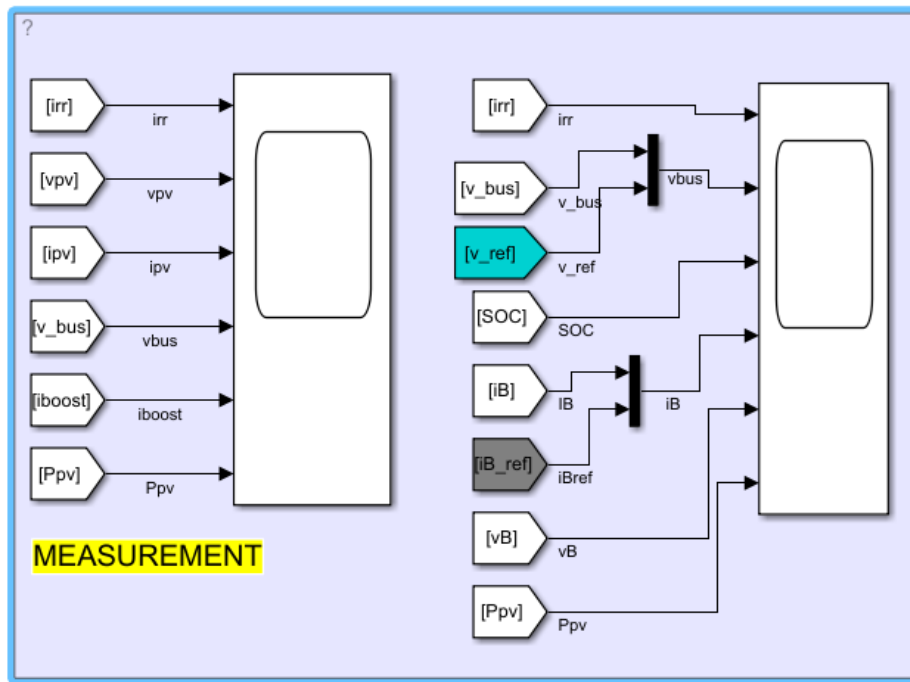 ?
[irr]
irr
[vpv]
vpv
[ipv]
ipv
[v_bus]
vbus
[iboost]
iboost
[Ppv]
Ppv
MEASUREMENT
[irr]
irr
[v_bus]
v_bus
vbus
[v_ref]
v_ref
[SOC]
SOC
[iB]
IB
iB
[iB_ref]
iBref
[vB]
vB
[Ppv]
Ppv